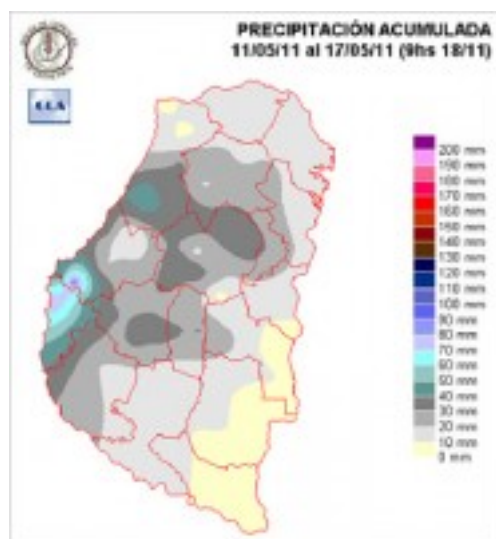 PRECIPITACIÓN ACUMULADA
11/05/11 al 17/05/11 (9hs 18/11)
200 mm
190 mm
180 mm
170 mm
160 mm
150 mm
140 mm
130 mm
120 mm
110 mm
100 mm
90 mm
80 mm
70 mm
60 mm
50 mm
40 mm
30 mm
20 mm
10 mm
0 mm